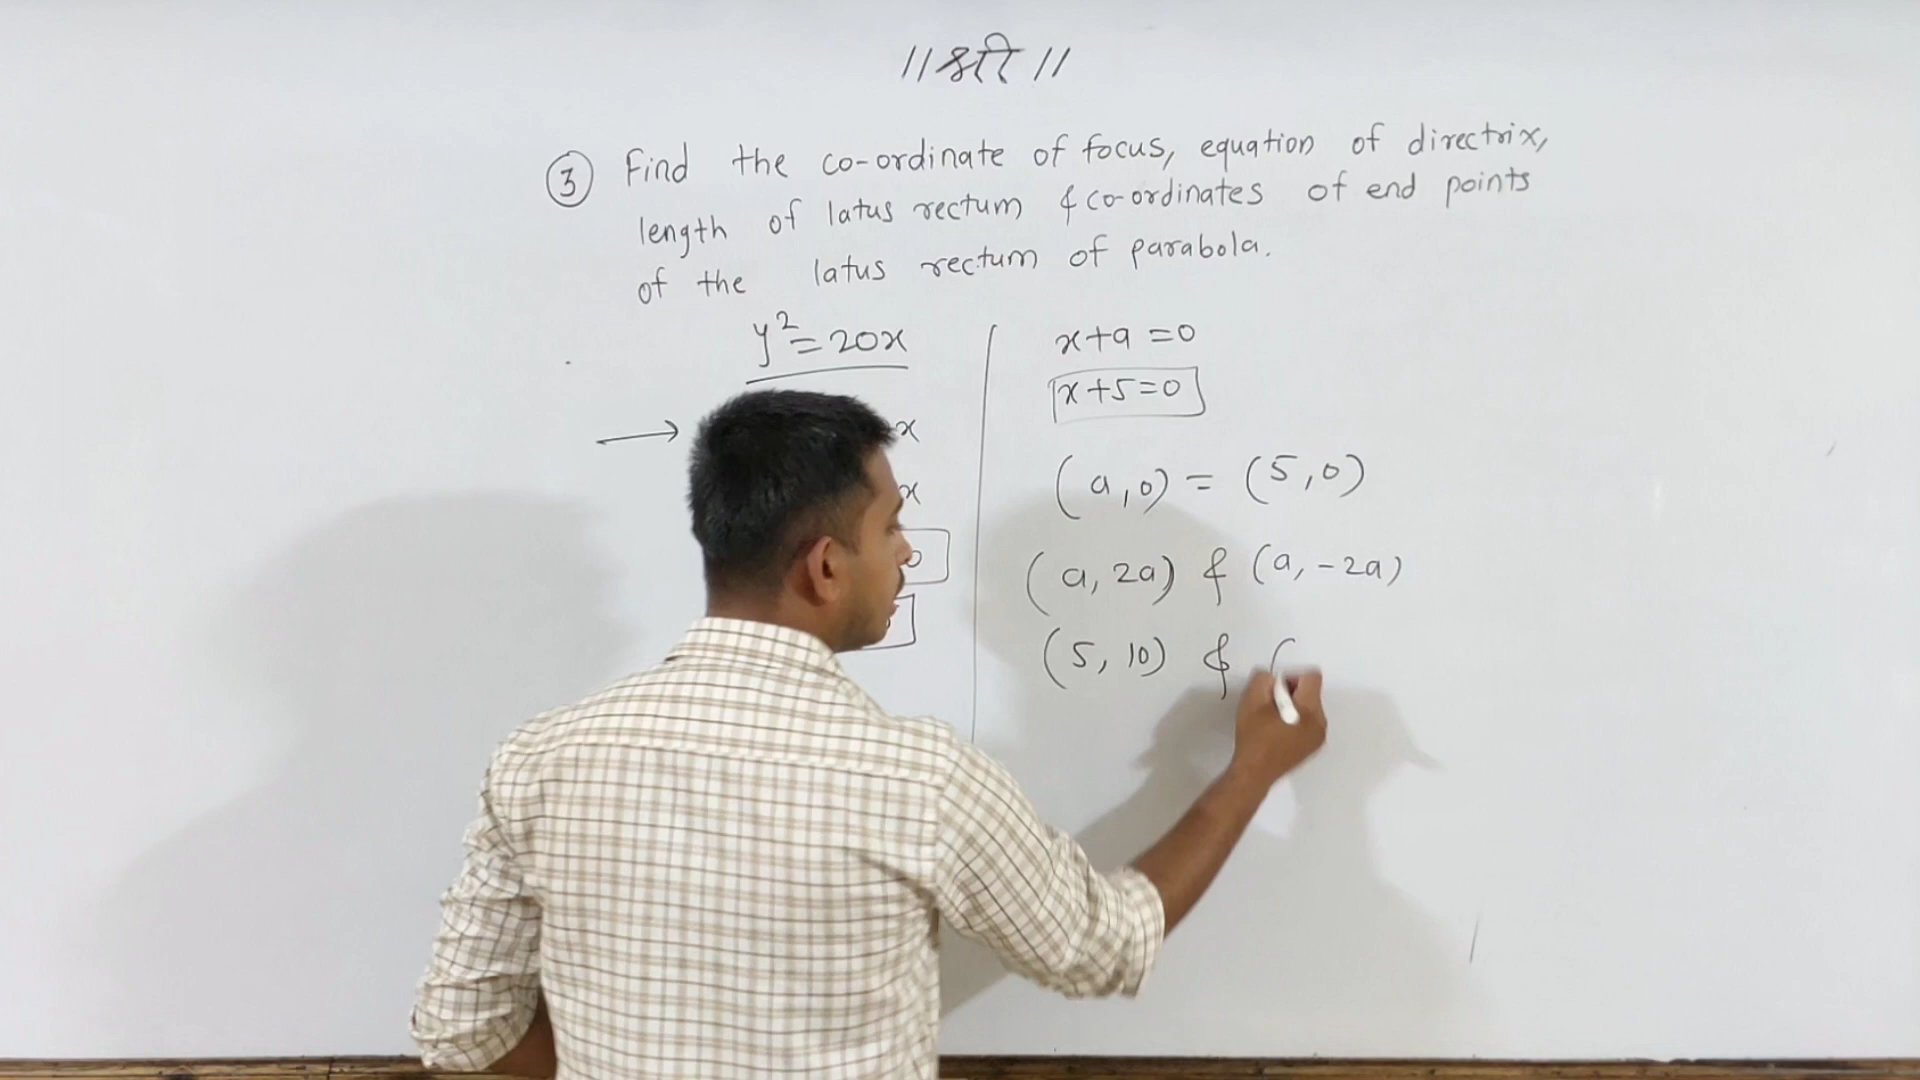 ॥ श्री ॥
③ Find the co-ordinate of focus, equation of directrix,
length of latus rectum & co-ordinates of end points
of the latus rectum of parabola.
y²=20x
→ x
x
x+a=0
x+5=0
(a,0) = (5,0)
(a, 2a) & (a, -2a)
(5, 10) & (